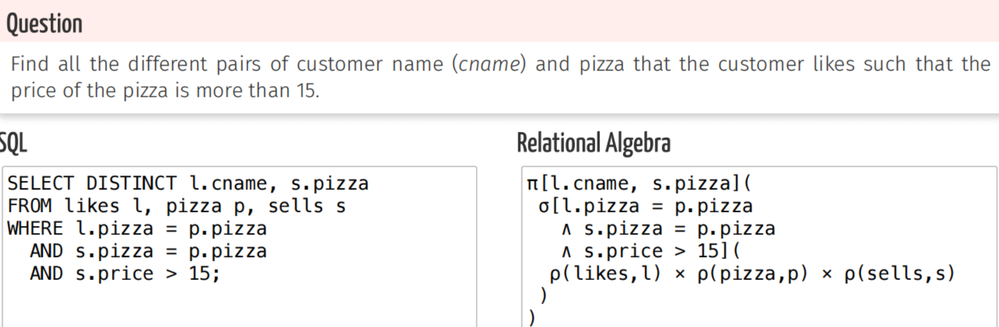 Question
Find all the different pairs of customer name (cname) and pizza that the customer likes such that the
price of the pizza is more than 15.
SQL
SELECT DISTINCT l.cname, s.pizza
FROM likes l, pizza p, sells s
WHERE l.pizza = p.pizza
AND s.pizza = p.pizza
AND s.price > 15;
Relational Algebra
π[l.cname, s.pizza](
σ[l.pizza = p.pizza
∧ s.pizza = p.pizza
∧ s.price > 15](
ρ(likes,l) × ρ(pizza,p) × ρ(sells,s)
)
)